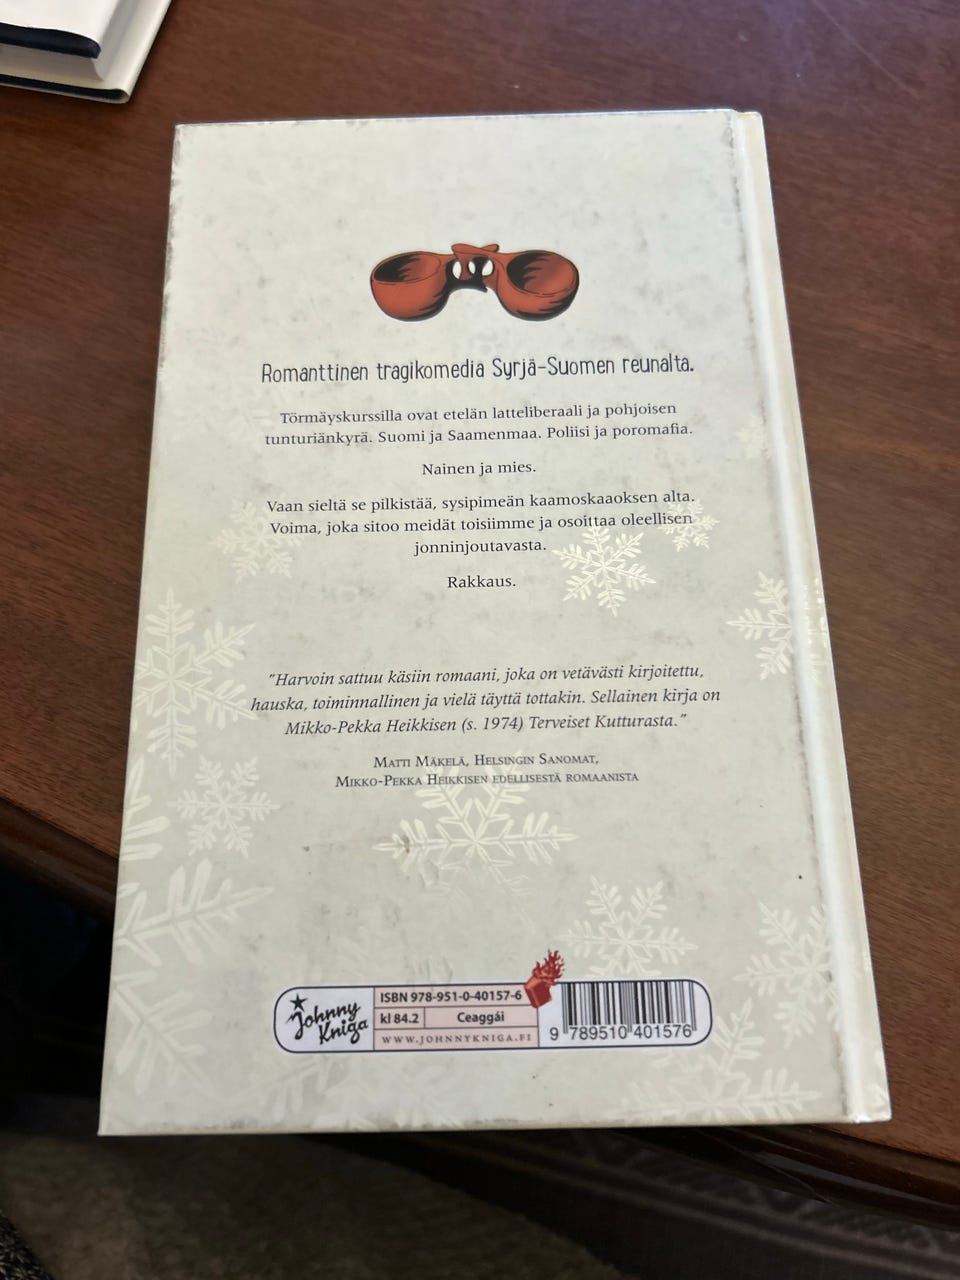 Romanttinen tragikomedia Syrjä-Suomen reunalta.
Törmäyskurssilla ovat etelän latteliberaali ja pohjoisen
tunturiänkyrä. Suomi ja Saamenmaa. Poliisi ja poromafia.
Nainen ja mies.
Vaan sieltä se pilkistää, sysipimeän kaamoskaaoksen alta.
Voima, joka sitoo meidät toisiimme ja osoittaa oleellisen
jonninjoutavasta.
Rakkaus.
"Harvoin sattuu käsiin romaani, joka on vetävästi kirjoitettu,
hauska, toiminnallinen ja vielä täyttä tottakin. Sellainen kirja on
Mikko-Pekka Heikkisen (s. 1974) Terveiset Kutturasta."
Matti Mäkelä, Helsingin Sanomat,
Mikko-Pekka Heikkisen edellisestä romaanista
Johnny
Kniga
ISBN 978-951-0-40157-6
kl 84.2 Ceaggái
WWW.JOHNNYKNIGA.FI
9 789510 401576